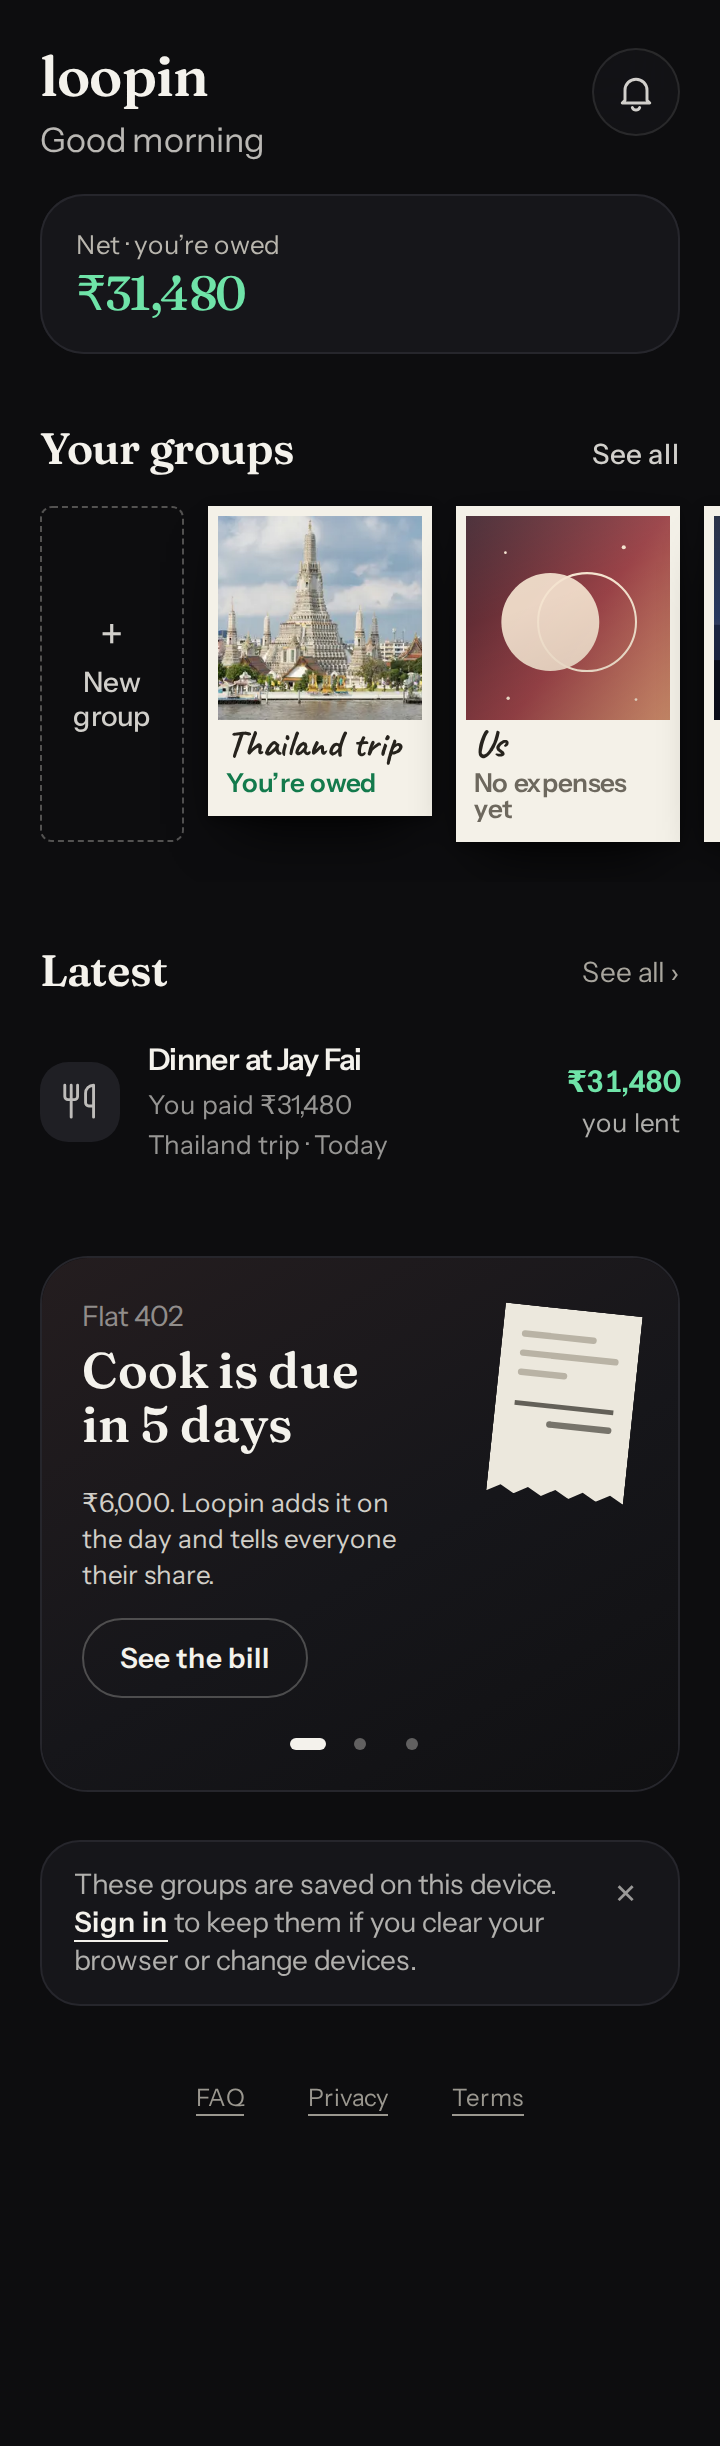 loopin
Good morning
Net · you’re owed
₹31,480
Your groups
See all
+
New
group
Thailand trip
You’re owed
Us
No expenses
yet
Latest
See all ›
Dinner at Jay Fai
You paid ₹31,480
Thailand trip · Today
₹31,480
you lent
Flat 402
Cook is due
in 5 days
₹6,000. Loopin adds it on
the day and tells everyone
their share.
See the bill
These groups are saved on this device.
Sign in to keep them if you clear your
browser or change devices.
FAQ
Privacy
Terms